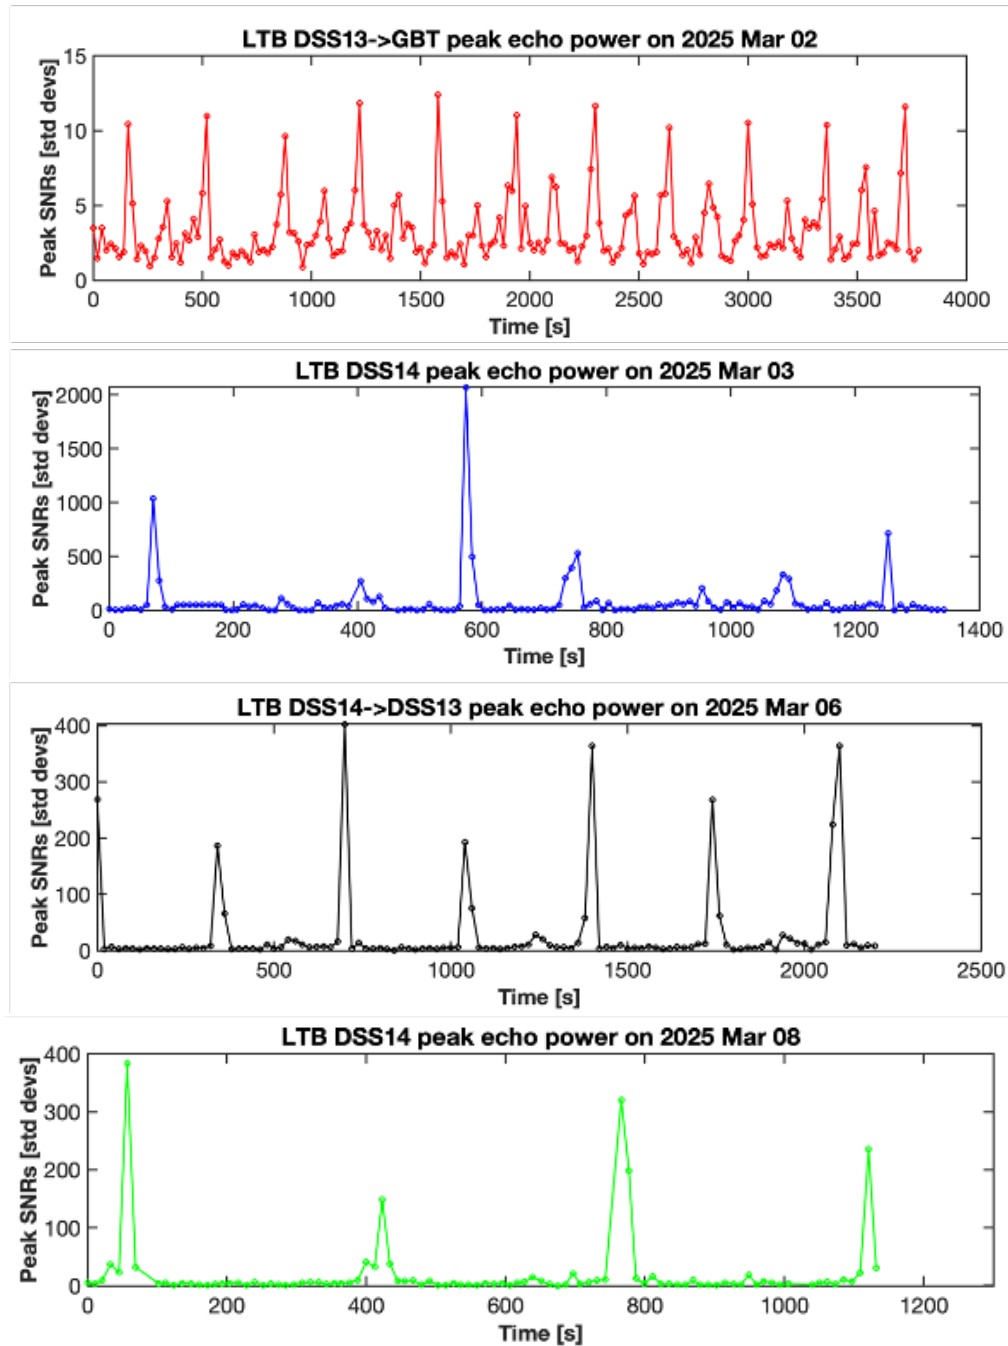 LTB DSS13->GBT peak echo power on 2025 Mar 02
15
10
5
0
Peak SNRs [std devs]
0 500 1000 1500 2000 2500 3000 3500 4000
Time [s]
LTB DSS14 peak echo power on 2025 Mar 03
2000
1500
1000
500
0
Peak SNRs [std devs]
0 200 400 600 800 1000 1200 1400
Time [s]
LTB DSS14->DSS13 peak echo power on 2025 Mar 06
400
300
200
100
0
Peak SNRs [std devs]
0 500 1000 1500 2000 2500
Time [s]
LTB DSS14 peak echo power on 2025 Mar 08
400
300
200
100
0
Peak SNRs [std devs]
0 200 400 600 800 1000 1200
Time [s]